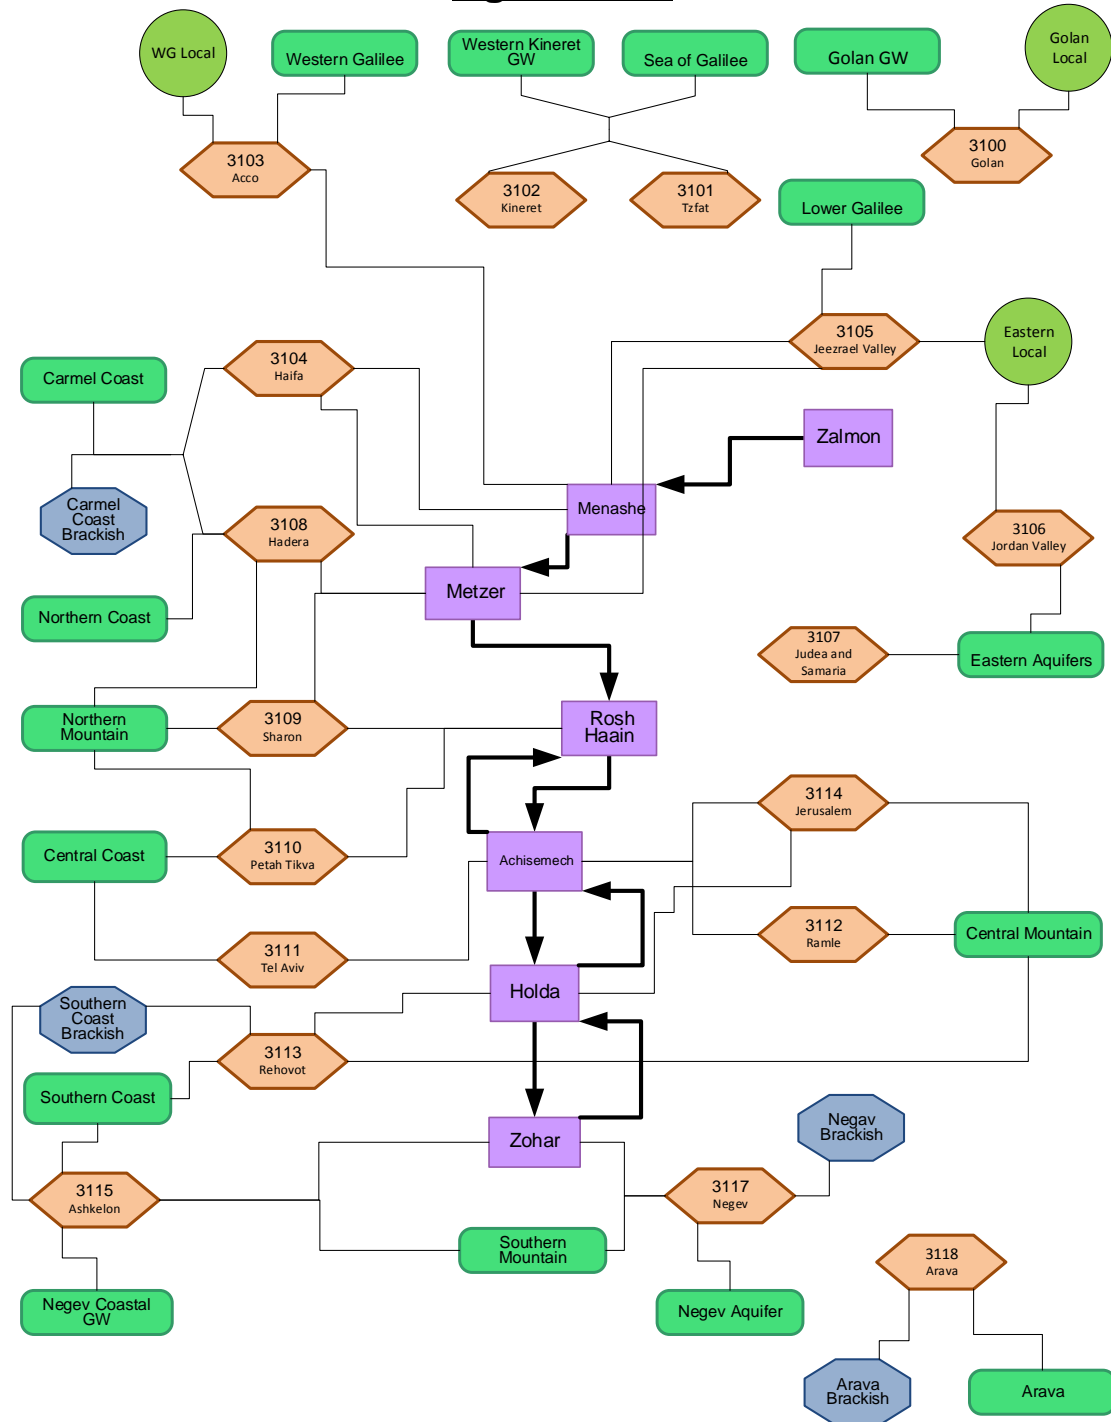 WG Local
Western Galilee
Western Kineret
GW
Sea of Galilee
Golan GW
Golan
Local
3103
Acco
3102
Kineret
3101
Tzfat
3100
Golan
Lower Galilee
3105
Jeezrael Valley
Eastern
Local
3104
Haifa
Carmel Coast
Zalmon
Carmel
Coast
Brackish
Menashe
3108
Hadera
3106
Jordan Valley
Metzer
Northern Coast
3107
Judea and
Samaria
Eastern Aquifers
Northern
Mountain
3109
Sharon
Rosh
Haain
3114
Jerusalem
Central Coast
3110
Petah Tikva
Achisemech
3112
Ramle
Central Mountain
3111
Tel Aviv
Holda
Southern
Coast
Brackish
3113
Rehovot
Southern Coast
Zohar
Negav
Brackish
3115
Ashkelon
3117
Negev
Southern
Mountain
3118
Arava
Negev Coastal
GW
Negev Aquifer
Arava
Brackish
Arava